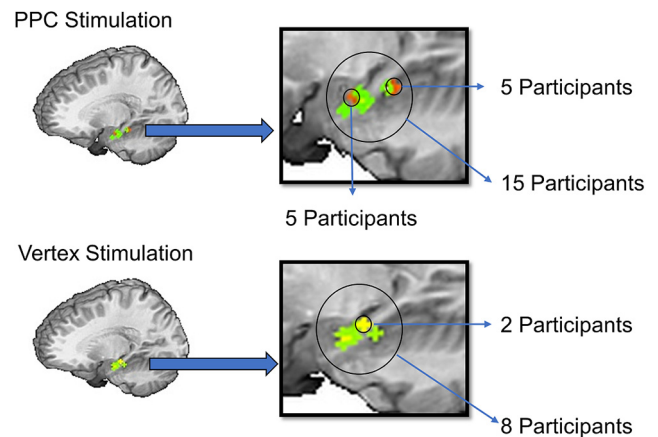 PPC Stimulation
5 Participants
15 Participants
5 Participants
Vertex Stimulation
2 Participants
8 Participants